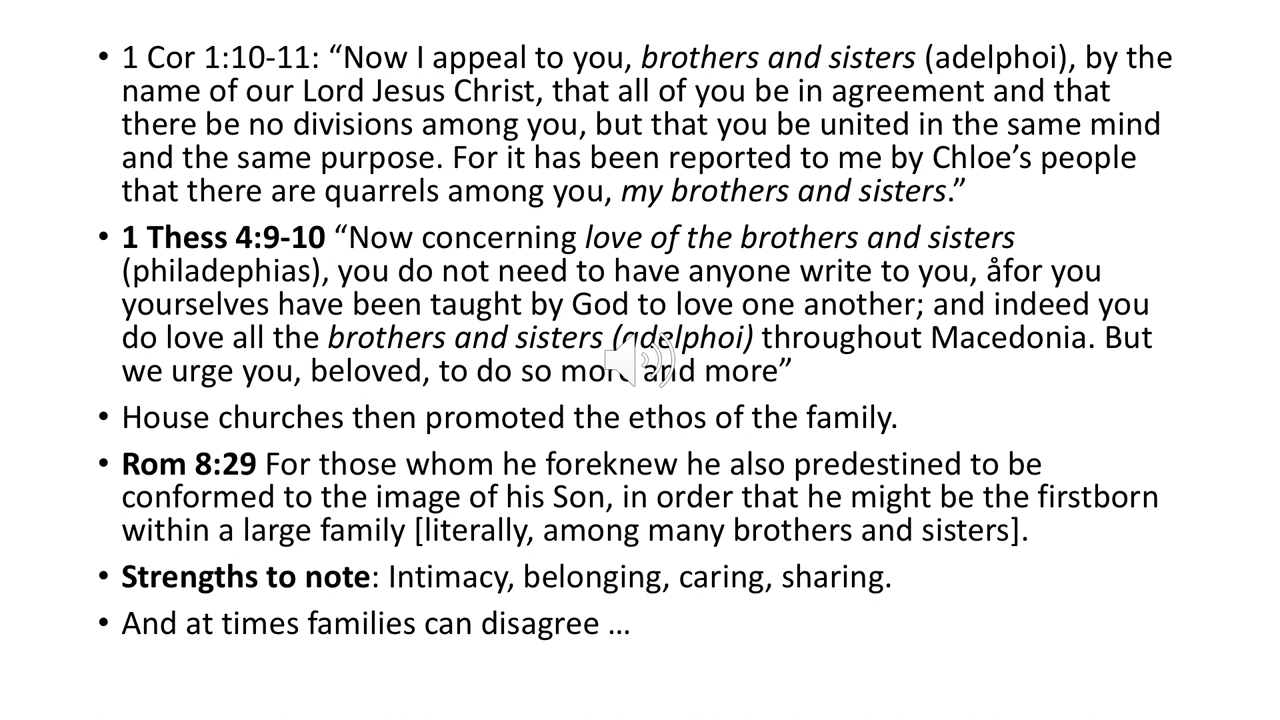 • 1 Cor 1:10-11: “Now I appeal to you, brothers and sisters (adelphoi), by the
name of our Lord Jesus Christ, that all of you be in agreement and that
there be no divisions among you, but that you be united in the same mind
and the same purpose. For it has been reported to me by Chloe’s people
that there are quarrels among you, my brothers and sisters.”
• 1 Thess 4:9-10 “Now concerning love of the brothers and sisters
(philadephias), you do not need to have anyone write to you, åfor you
yourselves have been taught by God to love one another; and indeed you
do love all the brothers and sisters (adelphoi) throughout Macedonia. But
we urge you, beloved, to do so more and more”
• House churches then promoted the ethos of the family.
• Rom 8:29 For those whom he foreknew he also predestined to be
conformed to the image of his Son, in order that he might be the firstborn
within a large family [literally, among many brothers and sisters].
• Strengths to note: Intimacy, belonging, caring, sharing.
• And at times families can disagree …